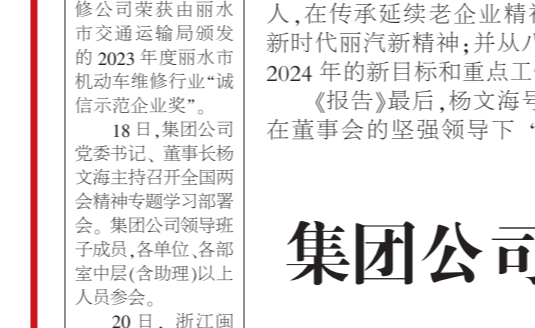 修公司荣获由丽水
市交通运输局颁发
的 2023 年度丽水市
机动车维修行业“诚
信示范企业奖”。
18 日,集团公司
党委书记、董事长杨
文海主持召开全国两
会精神专题学习部署
会。集团公司领导班
子成员,各单位、各部
室中层(含助理)以上
人员参会。
20 日，浙江闽
人,在传承延续老企业精神
新时代丽汽新精神;并从八
2024 年的新目标和重点工
《报告》最后,杨文海号
在董事会的坚强领导下“
集团公司